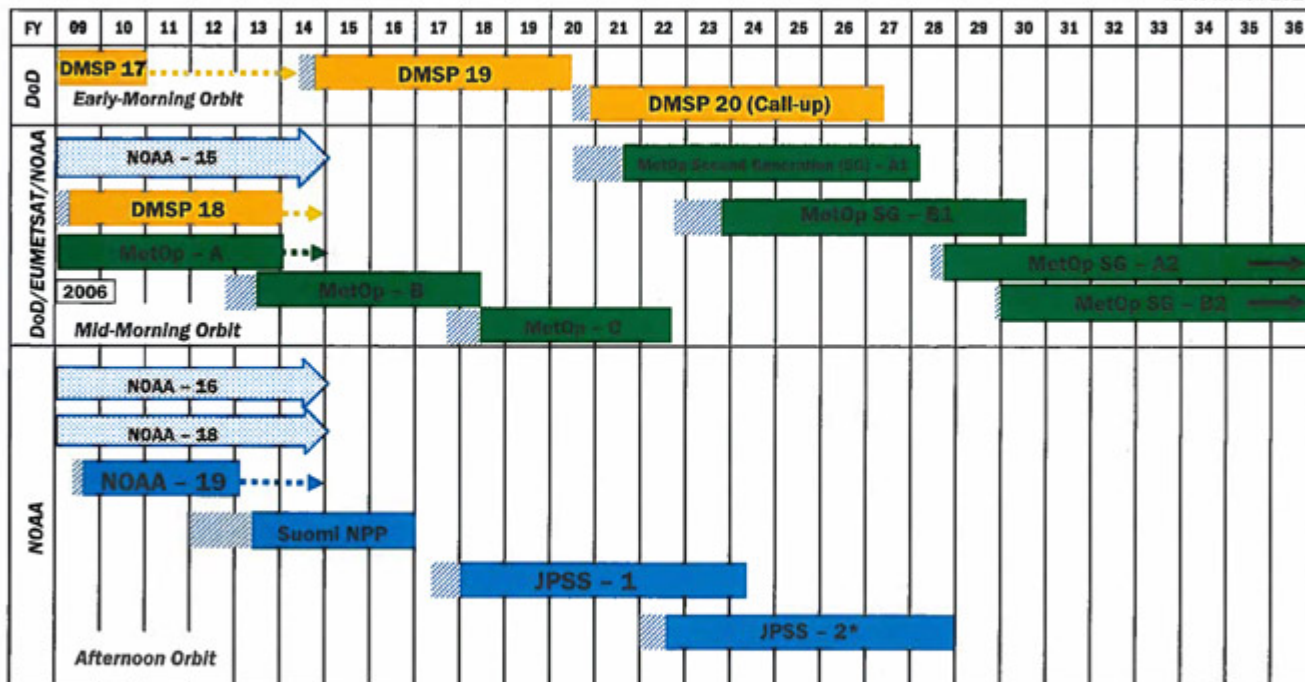 FY 09 10 11 12 13 14 15 16 17 18 19 20 21 22 23 24 25 26 27 28 29 30 31 32 33 34 35 36
DoD
DMSP 17
DMSP 19
Early-Morning Orbit
DMSP 20 (Call-up)
DoD/EUMETSAT/NOAA
NOAA – 15
MetOp Second Generation (SG) – A1
DMSP 18
MetOp SG – B1
MetOp – A
MetOp SG – A2
2006
MetOp – B
MetOp SG – B2
Mid-Morning Orbit
MetOp – C
NOAA
NOAA – 16
NOAA – 18
NOAA – 19
Suomi NPP
JPSS – 1
JPSS – 2*
Afternoon Orbit